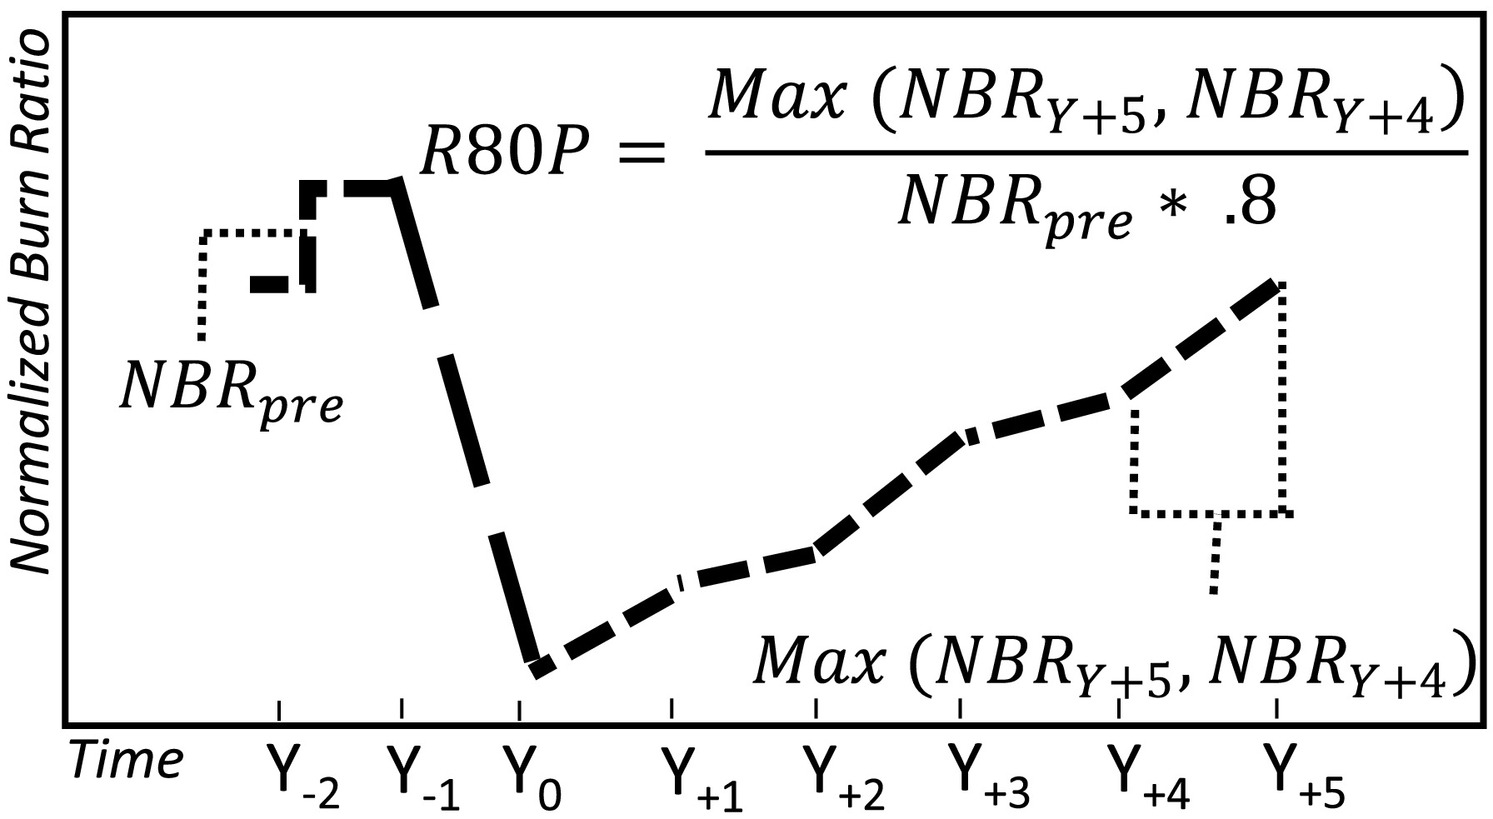 Normalized Burn Ratio
R80P = Max (NBR_{Y+5}, NBR_{Y+4}) / NBR_{pre} * .8
NBR_{pre}
Max (NBR_{Y+5}, NBR_{Y+4})
Time Y_{-2} Y_{-1} Y_{0} Y_{+1} Y_{+2} Y_{+3} Y_{+4} Y_{+5}